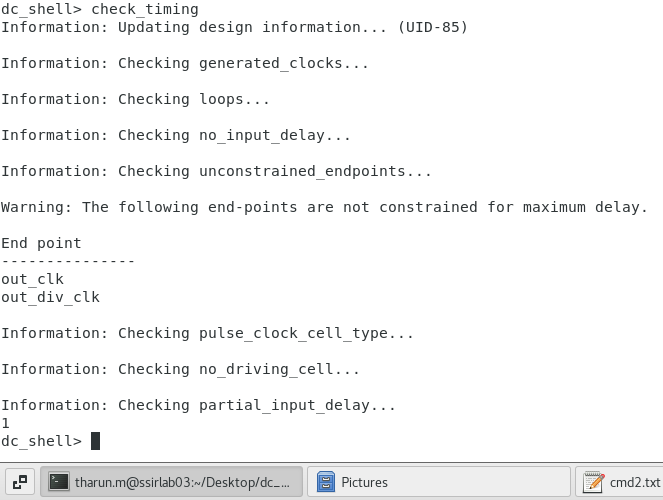 dc_shell> check_timing
Information: Updating design information... (UID-85)
Information: Checking generated_clocks...
Information: Checking loops...
Information: Checking no_input_delay...
Information: Checking unconstrained_endpoints...
Warning: The following end-points are not constrained for maximum delay.
End point
---------------
out_clk
out_div_clk
Information: Checking pulse_clock_cell_type...
Information: Checking no_driving_cell...
Information: Checking partial_input_delay...
1
dc_shell>
tharun.m@ssirlab03:~/Desktop/dc_... Pictures cmd2.txt